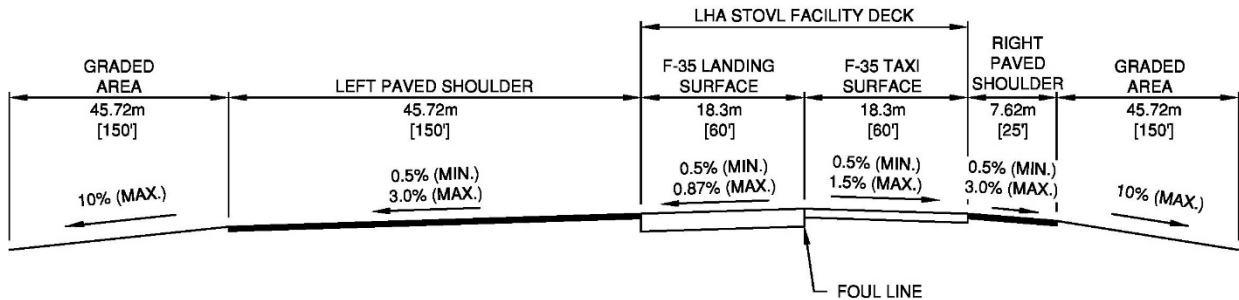 LHA STOVL FACILITY DECK
GRADED
AREA
45.72m
[150']
LEFT PAVED SHOULDER
45.72m
[150']
F-35 LANDING
SURFACE
18.3m
[60']
F-35 TAXI
SURFACE
18.3m
[60']
RIGHT
PAVED
SHOULDER
7.62m
[25']
GRADED
AREA
45.72m
[150']
10% (MAX.)
0.5% (MIN.)
3.0% (MAX.)
0.5% (MIN.)
0.87% (MAX.)
0.5% (MIN.)
1.5% (MAX.)
0.5% (MIN.)
3.0% (MAX.)
10% (MAX.)
FOUL LINE